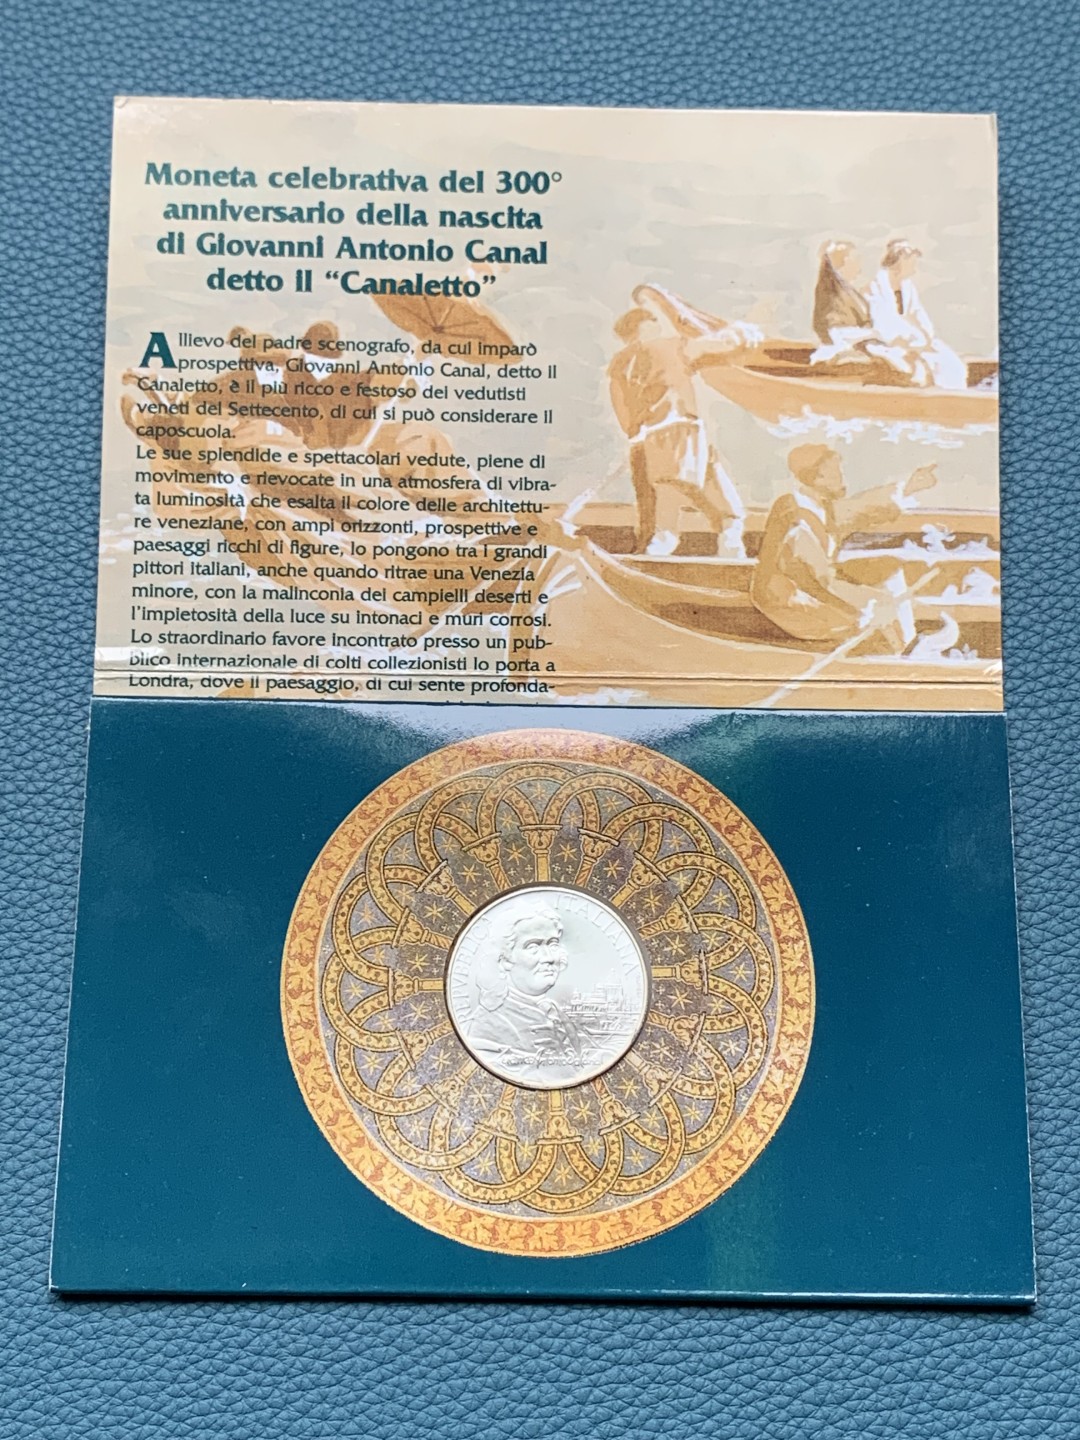 Moneta celebrativa del 300°
anniversario della nascita
di Giovanni Antonio Canal
detto il “Canaletto”
Allievo del padre scenografo, da cui imparò
prospettiva, Giovanni Antonio Canal, detto il
Canaletto, è il più ricco e festoso dei vedutisti
veneti del Settecento, di cui si può considerare il
caposcuola.
Le sue splendide e spettacolari vedute, piene di
movimento e rievocate in una atmosfera di vibra-
ta luminosità che esalta il colore delle architettu-
re veneziane, con ampi orizzonti, prospettive e
paesaggi ricchi di figure, lo pongono tra i grandi
pittori italiani, anche quando ritrae una Venezia
minore, con la malinconia dei campielli deserti e
l'impietosità della luce su intonaci e muri corrosi.
Lo straordinario favore incontrato presso un pub-
blico internazionale di colti collezionisti lo porta a
Londra, dove il paesaggio, di cui sente profonda-
REPVBBLICA ITALIANA